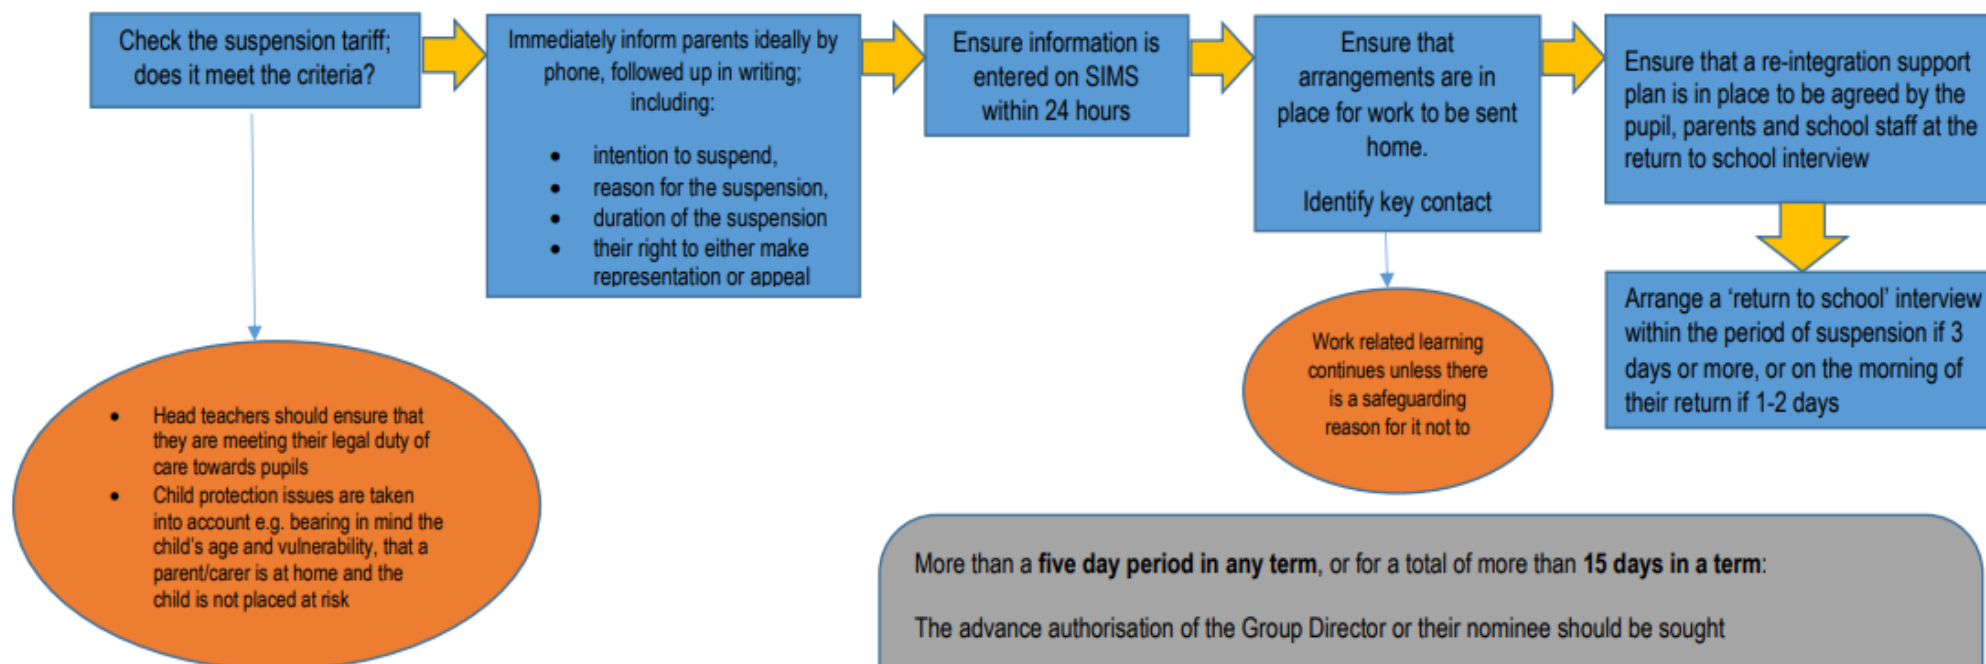 Check the suspension tariff;
does it meet the criteria?
Immediately inform parents ideally by
phone, followed up in writing;
including:
• intention to suspend,
• reason for the suspension,
• duration of the suspension
• their right to either make
representation or appeal
Ensure information is
entered on SIMS
within 24 hours
Ensure that
arrangements are in
place for work to be sent
home.
Identify key contact
Ensure that a re-integration support
plan is in place to be agreed by the
pupil, parents and school staff at the
return to school interview
Arrange a ‘return to school’ interview
within the period of suspension if 3
days or more, or on the morning of
their return if 1-2 days
• Head teachers should ensure that
they are meeting their legal duty of
care towards pupils
• Child protection issues are taken
into account e.g. bearing in mind the
child’s age and vulnerability, that a
parent/carer is at home and the
child is not placed at risk
Work related learning
continues unless there
is a safeguarding
reason for it not to
More than a five day period in any term, or for a total of more than 15 days in a term:
The advance authorisation of the Group Director or their nominee should be sought